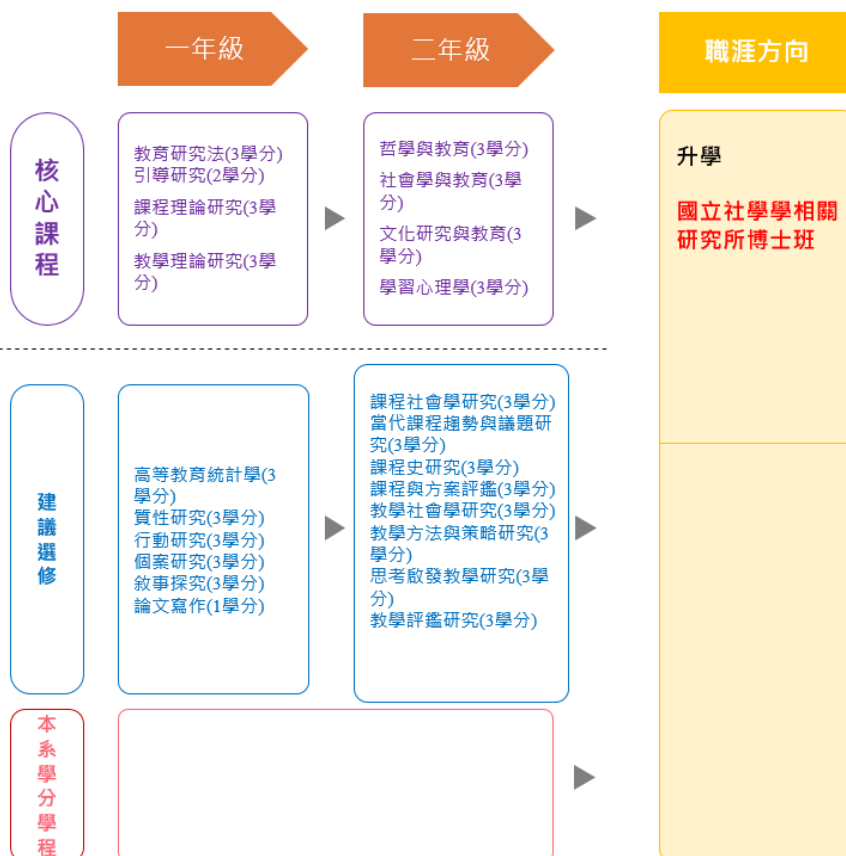 一年級
二年級
職涯方向
核
心
課
程
教育研究法(3學分)
引導研究(2學分)
課程理論研究(3學
分)
教學理論研究(3學
分)
哲學與教育(3學分)
社會學與教育(3學
分)
文化研究與教育(3
學分)
學習心理學(3學分)
升學
國立社學學相關
研究所博士班
建
議
選
修
高等教育統計學(3
學分)
質性研究(3學分)
行動研究(3學分)
個案研究(3學分)
敘事探究(3學分)
論文寫作(1學分)
課程社會學研究(3學分)
當代課程趨勢與議題研
究(3學分)
課程史研究(3學分)
課程與方案評鑑(3學分)
教學社會學研究(3學分)
教學方法與策略研究(3
學分)
思考啟發教學研究(3學
分)
教學評鑑研究(3學分)
本
系
學
分
學
程